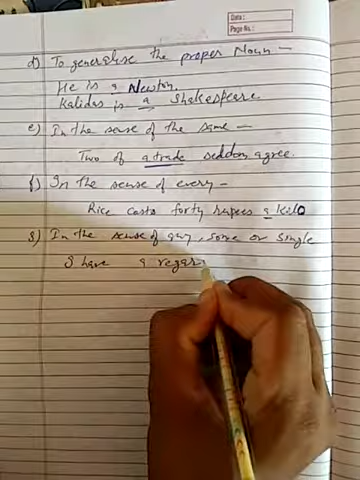 Date:
Page No.:
d) To generalise the proper Noun -
He is a Newton.
Kalidas is a Shakespeare
e) In the sense of the same -
Two of a trade seldom agree.
f) In the sense of every -
Rice costs forty rupees a kilo
g) In the sense of any, some or single
I have a regar